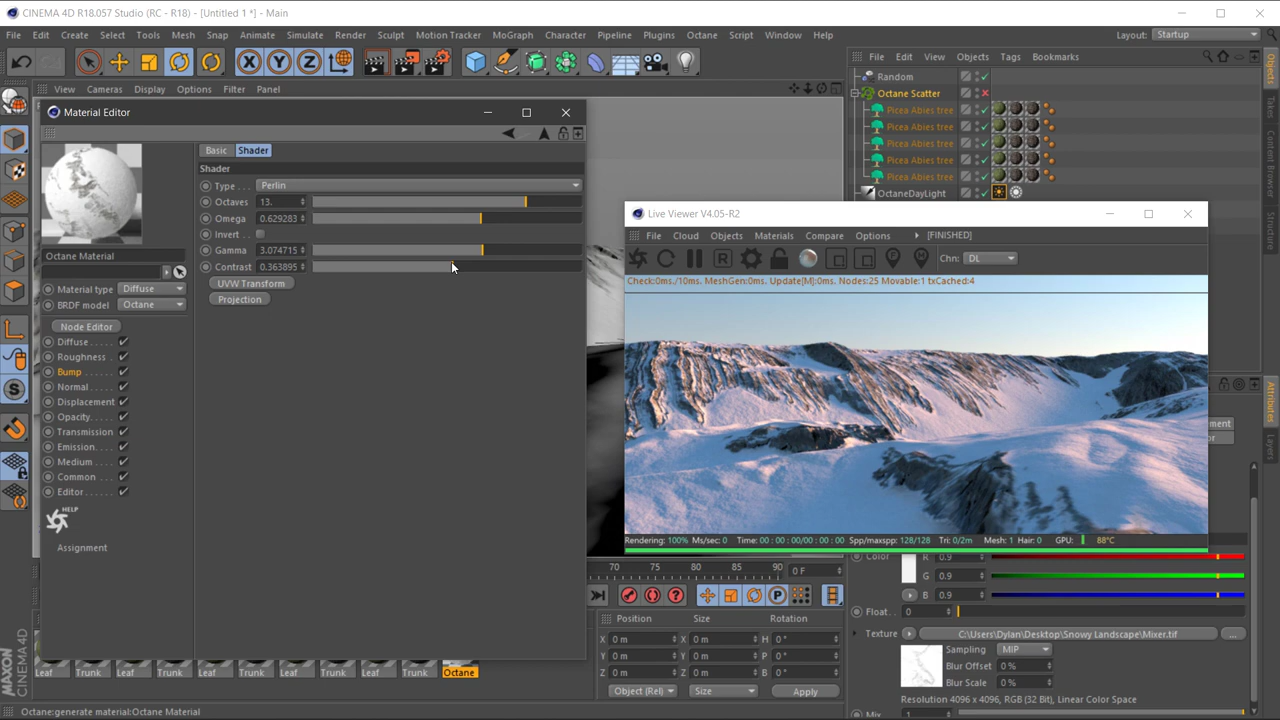 CINEMA 4D R18.057 Studio (RC - R18) - [Untitled 1 *] - Main
File Edit Create Select Tools Mesh Snap Animate Simulate Render Sculpt Motion Tracker MoGraph Character Pipeline Plugins Octane Script Window Help
Layout: Startup
View Cameras Display Options Filter Panel
File Edit View Objects Tags Bookmarks
Random
Octane Scatter
Picea Abies tree
Picea Abies tree
Picea Abies tree
Picea Abies tree
Picea Abies tree
OctaneDayLight
Objects
Takes
Content Browser
Structure
Attributes
Layers
Material Editor
Basic Shader
Shader
Type . . . Perlin
Octaves 13.
Omega 0.629283
Invert . .
Gamma 3.074715
Contrast 0.363895
UVW Transform
Projection
Octane Material
Material type Diffuse
BRDF model Octane
Node Editor
Diffuse . . . . .
Roughness .
Bump . . . . . .
Normal . . . .
Displacement
Opacity. . . . .
Transmission
Emission. . . .
Medium . . . .
Common . . .
Editor . . . . . .
HELP
Assignment
Live Viewer V4.05-R2
File Cloud Objects Materials Compare Options [FINISHED]
Chn: DL
Check:0ms./10ms. MeshGen:0ms. Update[M]:0ms. Nodes:25 Movable:1 txCached:4
Rendering: 100% Ms/sec: 0 Time: 00 : 00 : 00/00 : 00 : 00 Spp/maxspp: 128/128 Tri: 0/2m Mesh: 1 Hair: 0 GPU: 88°C
70 75 80 85 90 0 F
Position Size Rotation
X 0 m X 0 m H 0 °
Y 0 m Y 0 m P 0 °
Z 0 m Z 0 m B 0 °
Object (Rel) Size Apply
Color R 0.9
G 0.9
B 0.9
Float . . 0
Texture C:\Users\Dylan\Desktop\Snowy Landscape\Mixer.tif ...
Sampling MIP
Blur Offset 0 %
Blur Scale 0 %
Resolution 4096 x 4096, RGB (32 Bit), Linear Color Space
Mix
Leaf Trunk Leaf Trunk Leaf Trunk Leaf Trunk Leaf Trunk Octane
MAXON CINEMA 4D
Octane:generate material:Octane Material